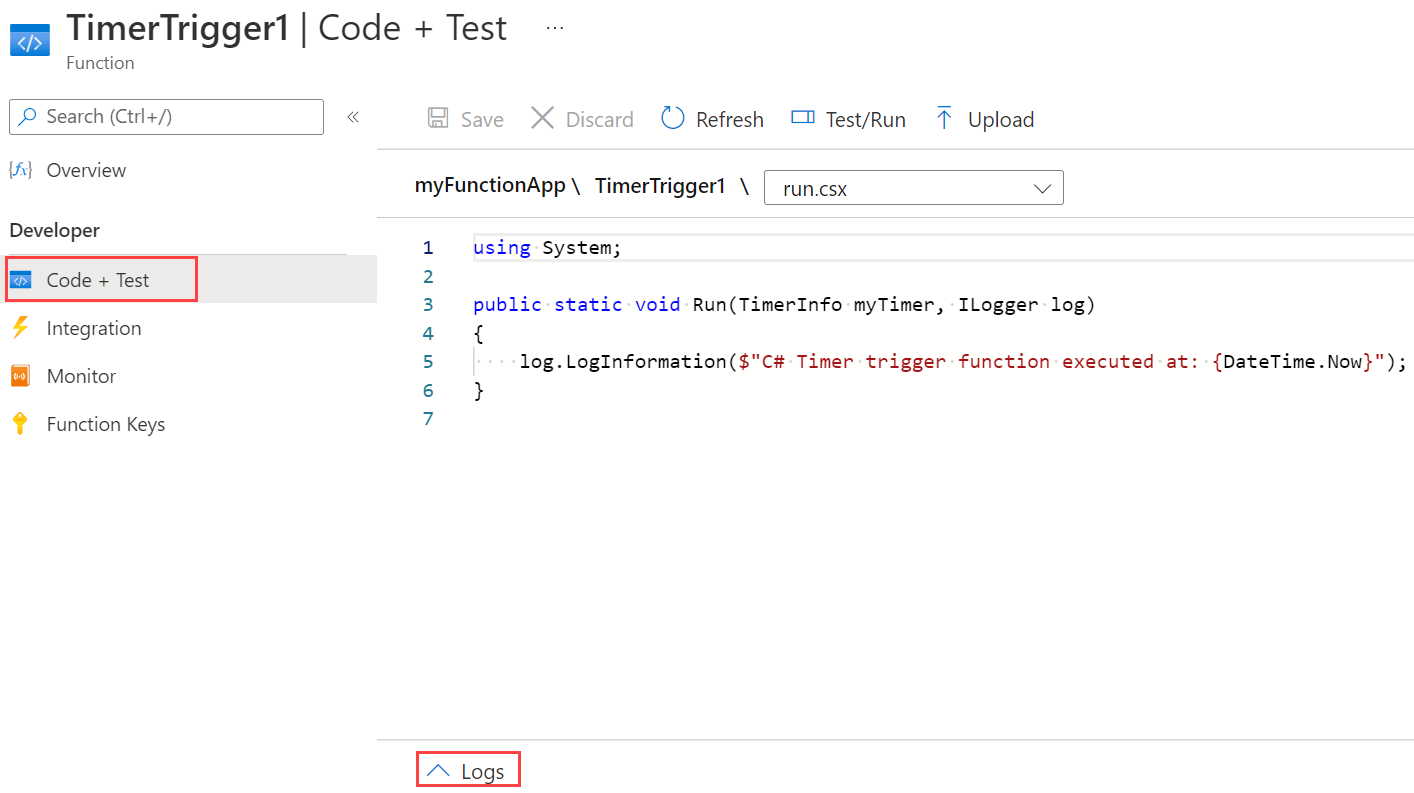 TimerTrigger1 | Code + Test ...
Function
Search (Ctrl+/) «
Overview
Developer
Code + Test
Integration
Monitor
Function Keys
Save Discard Refresh Test/Run Upload
myFunctionApp \ TimerTrigger1 \ run.csx
1 using System;
2
3 public static void Run(TimerInfo myTimer, ILogger log)
4 {
5     log.LogInformation($"C# Timer trigger function executed at: {DateTime.Now}");
6 }
7
Logs